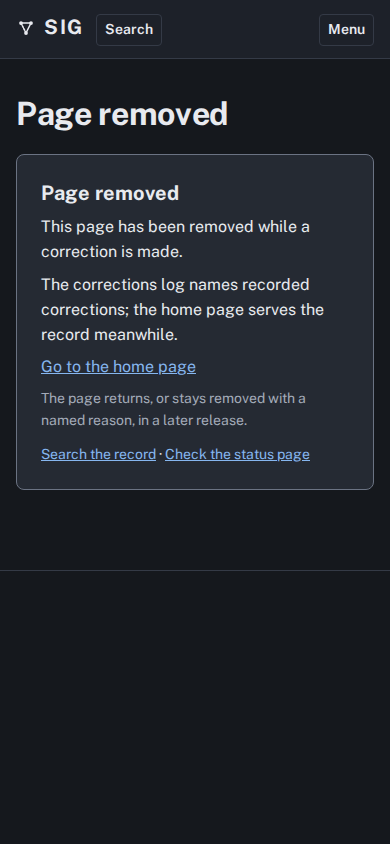 SIG
Search
Menu
Page removed
Page removed
This page has been removed while a
correction is made.
The corrections log names recorded
corrections; the home page serves the
record meanwhile.
Go to the home page
The page returns, or stays removed with a
named reason, in a later release.
Search the record · Check the status page